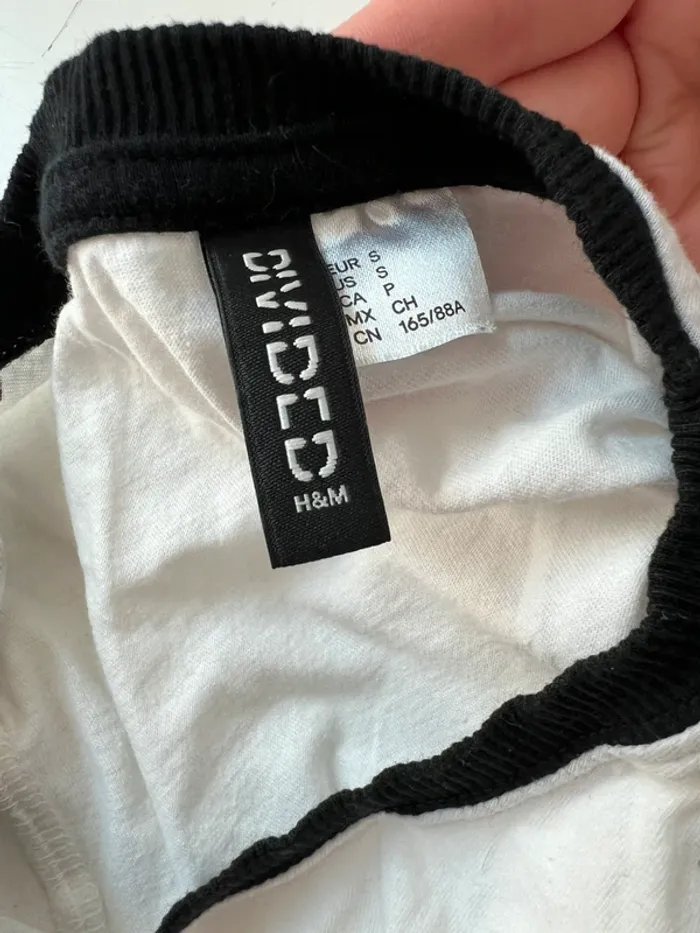 DIVIDED
H&M
EUR S
US S
CA P
MX CH
CN 165/88A